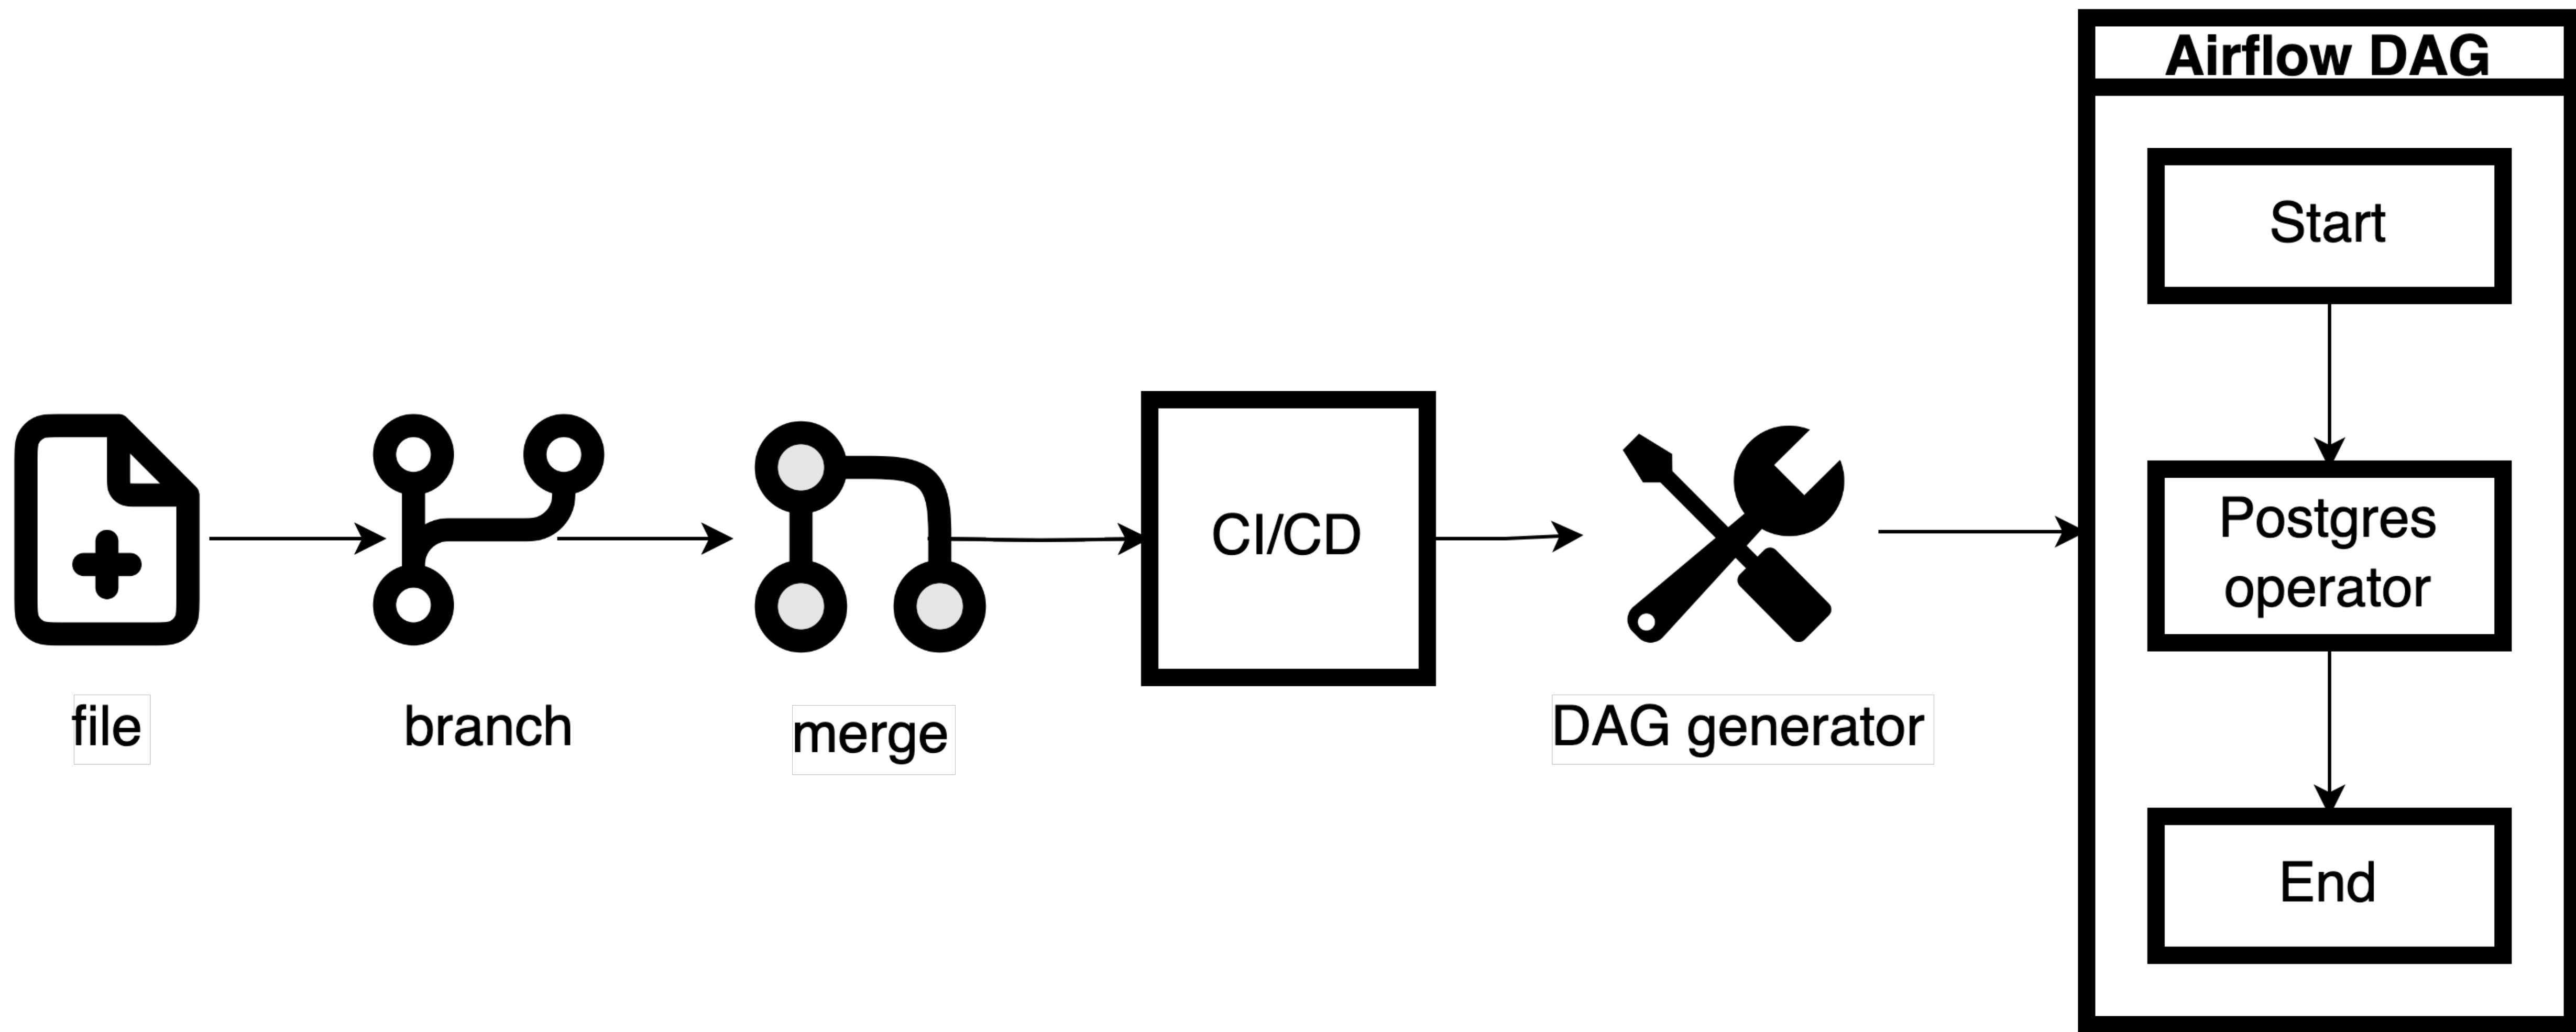 Airflow DAG
Start
Postgres
operator
End
CI/CD
file
branch
merge
DAG generator